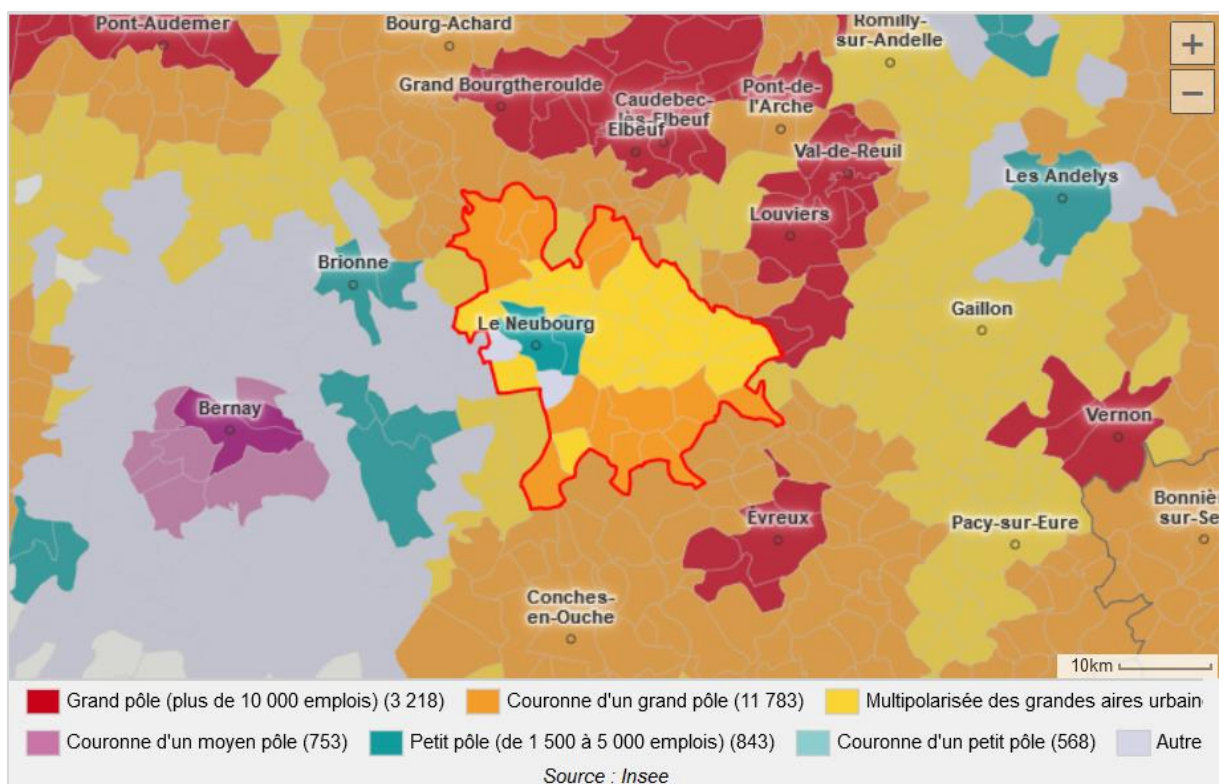 Pont-Audemer
Bourg-Achard
Romilly-
sur-Andelle
+
−
Grand Bourgtheroulde
Caudebec-
lès-Elbeuf
Elbeuf
Pont-de-
l'Arche
Val-de-Reuil
Les Andelys
Louviers
Brionne
Le Neubourg
Gaillon
Bernay
Vernon
Évreux
Pacy-sur-Eure
Bonniè
sur-Se
Conches-
en-Ouche
10km
Grand pôle (plus de 10 000 emplois) (3 218) Couronne d'un grand pôle (11 783) Multipolarisée des grandes aires urbain
Couronne d'un moyen pôle (753) Petit pôle (de 1 500 à 5 000 emplois) (843) Couronne d'un petit pôle (568) Autre
Source : Insee